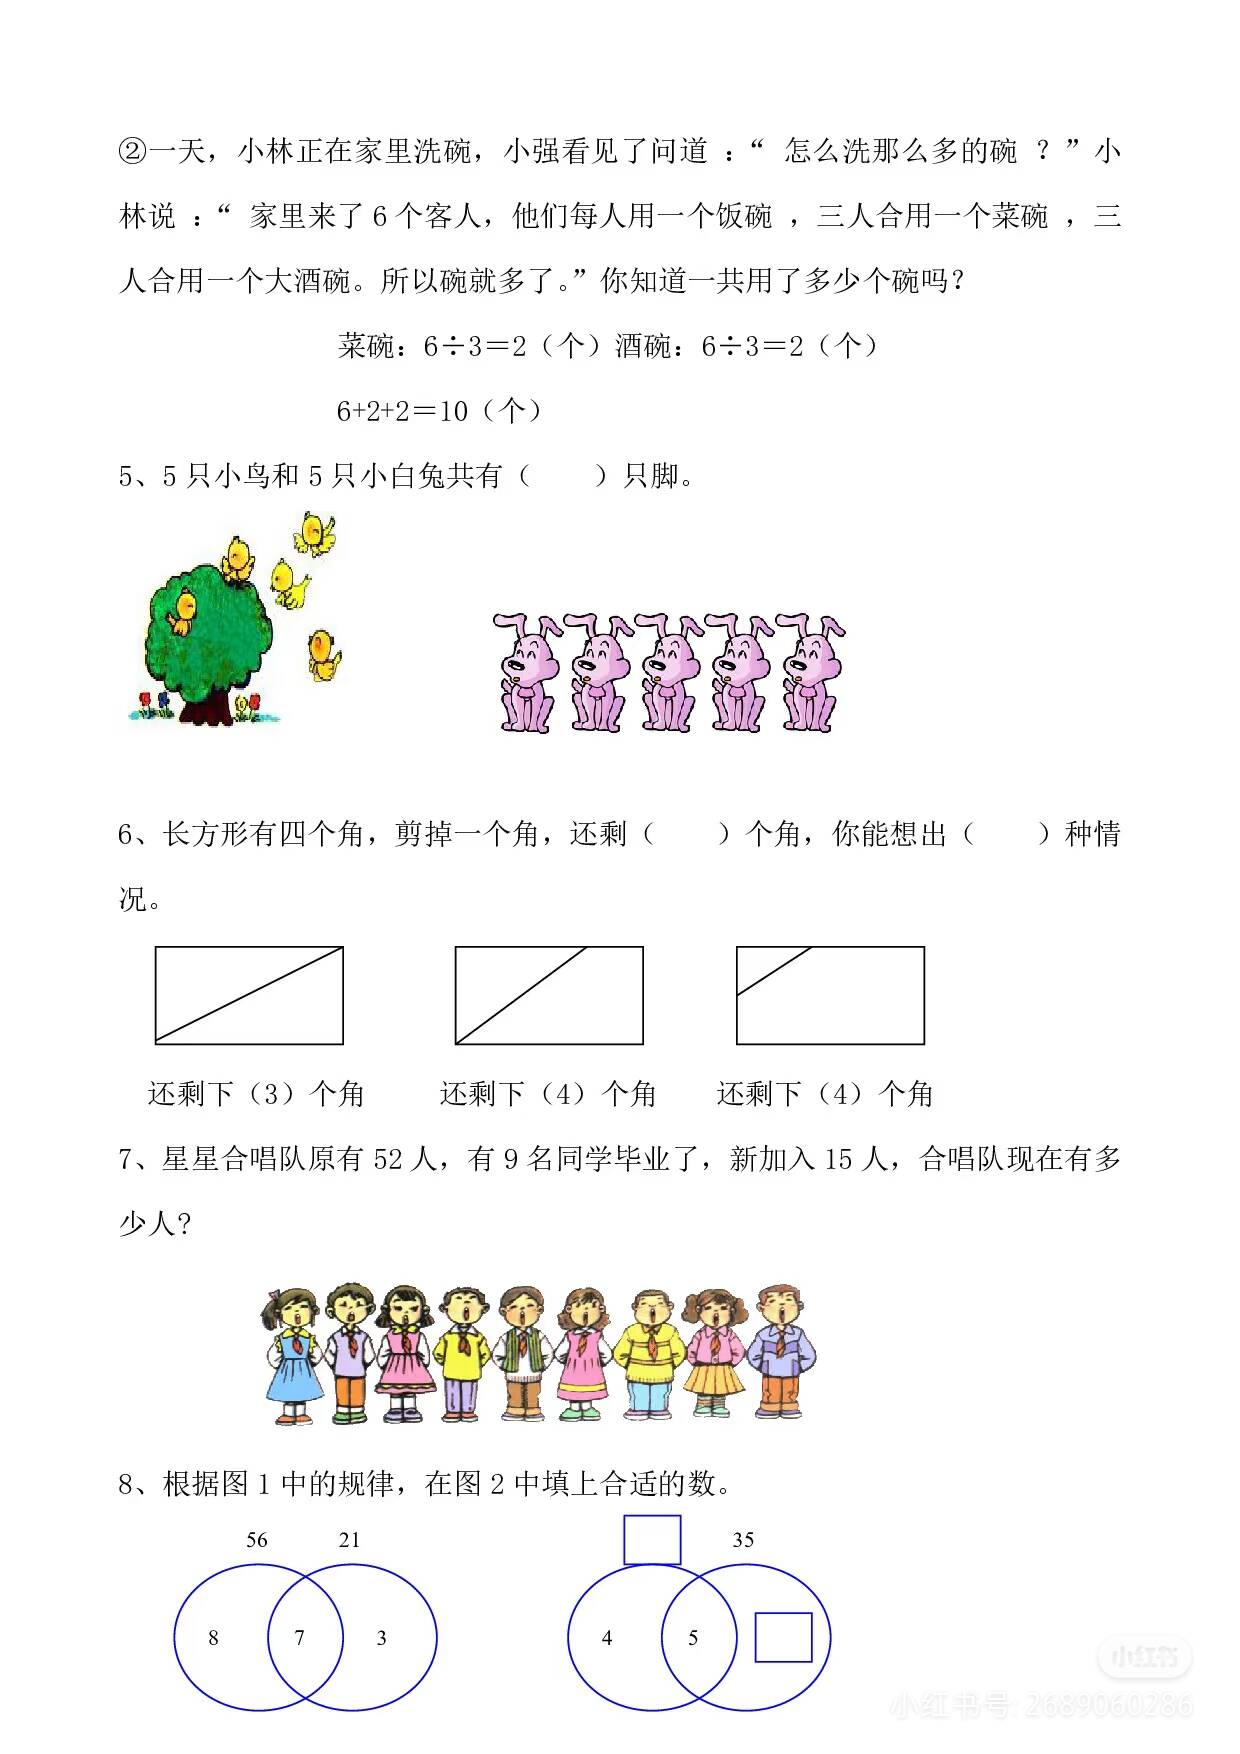 ②一天，小林正在家里洗碗，小强看见了问道 ：“ 怎么洗那么多的碗 ？”小
林说 ：“ 家里来了 6 个客人，他们每人用一个饭碗 ，三人合用一个菜碗 ，三
人合用一个大酒碗。所以碗就多了。”你知道一共用了多少个碗吗？
菜碗：6÷3＝2（个）酒碗：6÷3＝2（个）
6+2+2＝10（个）
5、5 只小鸟和 5 只小白兔共有（　　）只脚。
6、长方形有四个角，剪掉一个角，还剩（　　）个角，你能想出（　　）种情
况。
还剩下（3）个角　　还剩下（4）个角　　还剩下（4）个角
7、星星合唱队原有 52 人，有 9 名同学毕业了，新加入 15 人，合唱队现在有多
少人?
8、根据图 1 中的规律，在图 2 中填上合适的数。
56　21　35
8　7　3　4　5
小红书
小红书号: 2689060286